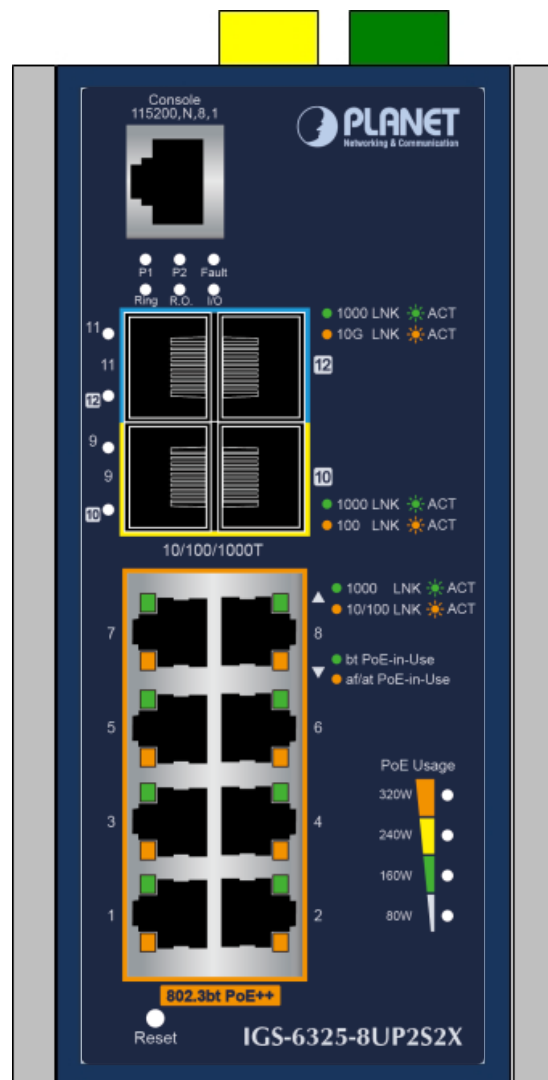 Console
115200,N,8,1
PLANET
Networking & Communication
P1 P2 Fault
Ring R.O. I/O
11
11
12
12
1000 LNK ACT
10G LNK ACT
9
9
10
10
1000 LNK ACT
100 LNK ACT
10/100/1000T
1000 LNK ACT
10/100 LNK ACT
7
8
bt PoE-in-Use
af/at PoE-in-Use
5
6
PoE Usage
320W
240W
160W
80W
3
4
1
2
802.3bt PoE++
Reset
IGS-6325-8UP2S2X